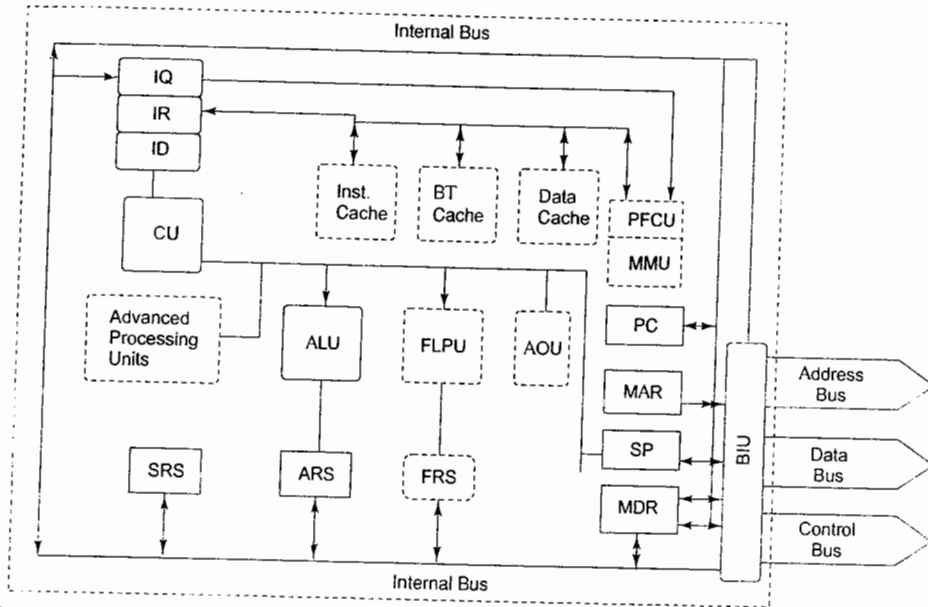 Internal Bus
IQ
IR
ID
CU
Inst.
Cache
BT
Cache
Data
Cache
PFCU
MMU
Advanced
Processing
Units
ALU
FLPU
AOU
PC
MAR
SP
MDR
SRS
ARS
FRS
BIU
Address
Bus
Data
Bus
Control
Bus
Internal Bus